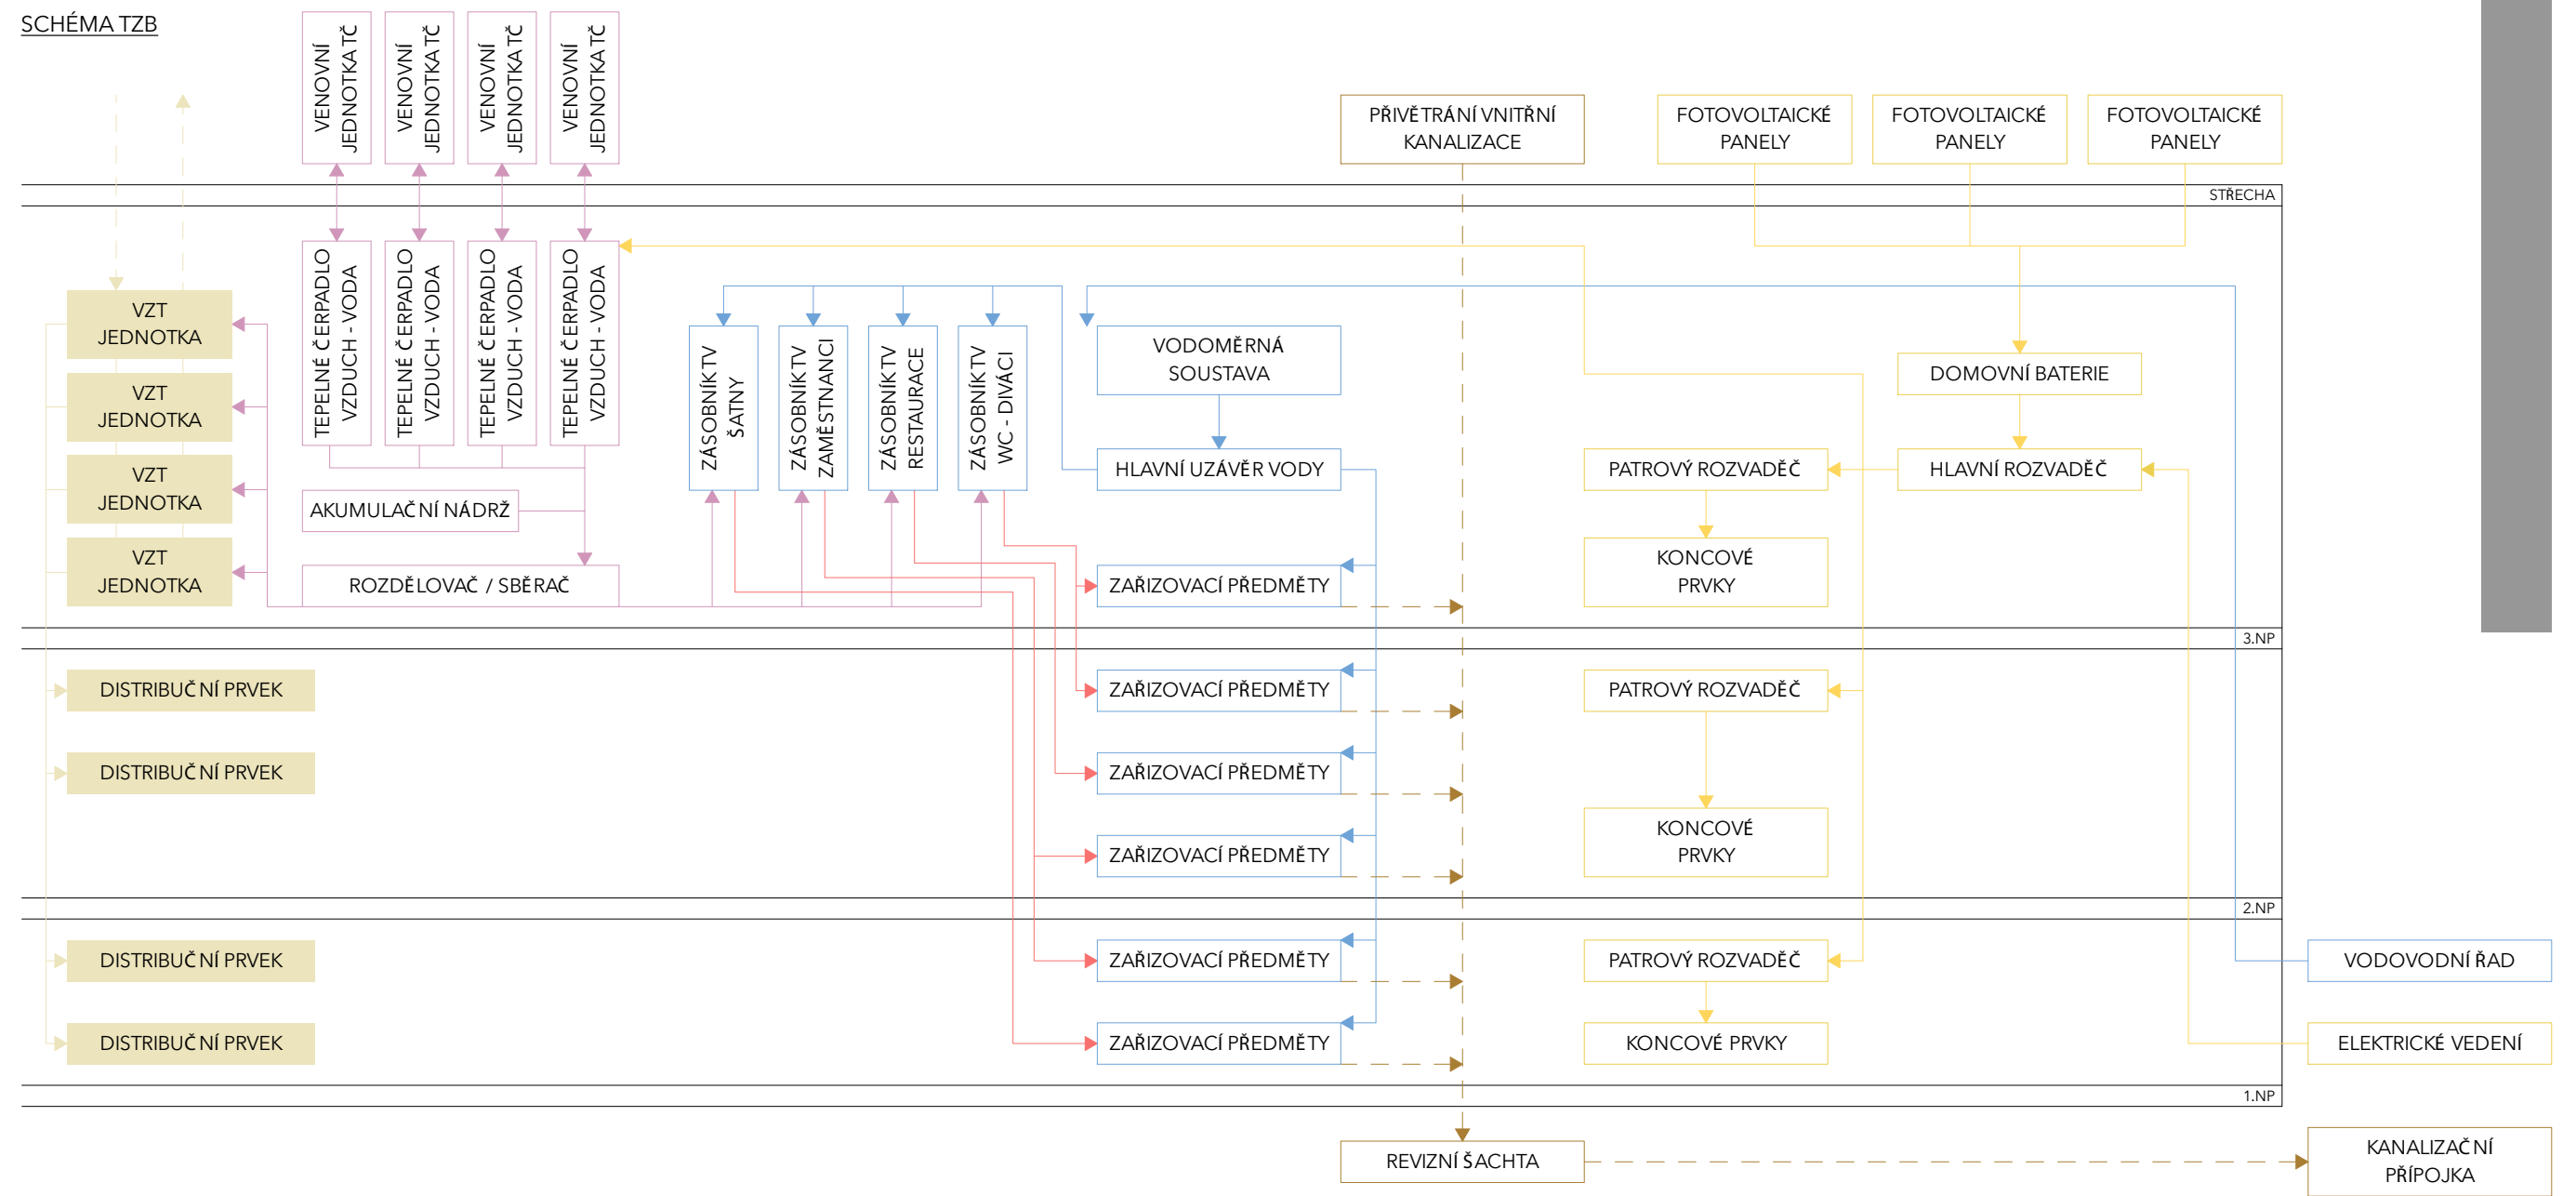 SCHÉMA TZB
VENOVNÍ
JEDNOTKA TČ
VENOVNÍ
JEDNOTKA TČ
VENOVNÍ
JEDNOTKA TČ
VENOVNÍ
JEDNOTKA TČ
PŘIVĚTRÁNÍ VNITŘNÍ
KANALIZACE
FOTOVOLTAICKÉ
PANELY
FOTOVOLTAICKÉ
PANELY
FOTOVOLTAICKÉ
PANELY
STŘECHA
VZT
JEDNOTKA
VZT
JEDNOTKA
VZT
JEDNOTKA
VZT
JEDNOTKA
TEPELNÉ ČERPADLO
VZDUCH - VODA
TEPELNÉ ČERPADLO
VZDUCH - VODA
TEPELNÉ ČERPADLO
VZDUCH - VODA
TEPELNÉ ČERPADLO
VZDUCH - VODA
AKUMULAČNÍ NÁDRŽ
ROZDĚLOVAČ / SBĚRAČ
ZÁSOBNÍK TV
ŠATNY
ZÁSOBNÍK TV
ZAMĚSTNANCI
ZÁSOBNÍK TV
RESTAURACE
ZÁSOBNÍK TV
WC - DIVÁCI
VODOMĚRNÁ
SOUSTAVA
HLAVNÍ UZÁVĚR VODY
ZAŘIZOVACÍ PŘEDMĚTY
DOMOVNÍ BATERIE
PATROVÝ ROZVADĚČ
HLAVNÍ ROZVADĚČ
KONCOVÉ
PRVKY
3.NP
DISTRIBUČNÍ PRVEK
ZAŘIZOVACÍ PŘEDMĚTY
PATROVÝ ROZVADĚČ
DISTRIBUČNÍ PRVEK
ZAŘIZOVACÍ PŘEDMĚTY
KONCOVÉ
PRVKY
ZAŘIZOVACÍ PŘEDMĚTY
2.NP
DISTRIBUČNÍ PRVEK
ZAŘIZOVACÍ PŘEDMĚTY
PATROVÝ ROZVADĚČ
VODOVODNÍ ŘAD
DISTRIBUČNÍ PRVEK
ZAŘIZOVACÍ PŘEDMĚTY
KONCOVÉ PRVKY
ELEKTRICKÉ VEDENÍ
1.NP
REVIZNÍ ŠACHTA
KANALIZAČNÍ
PŘÍPOJKA